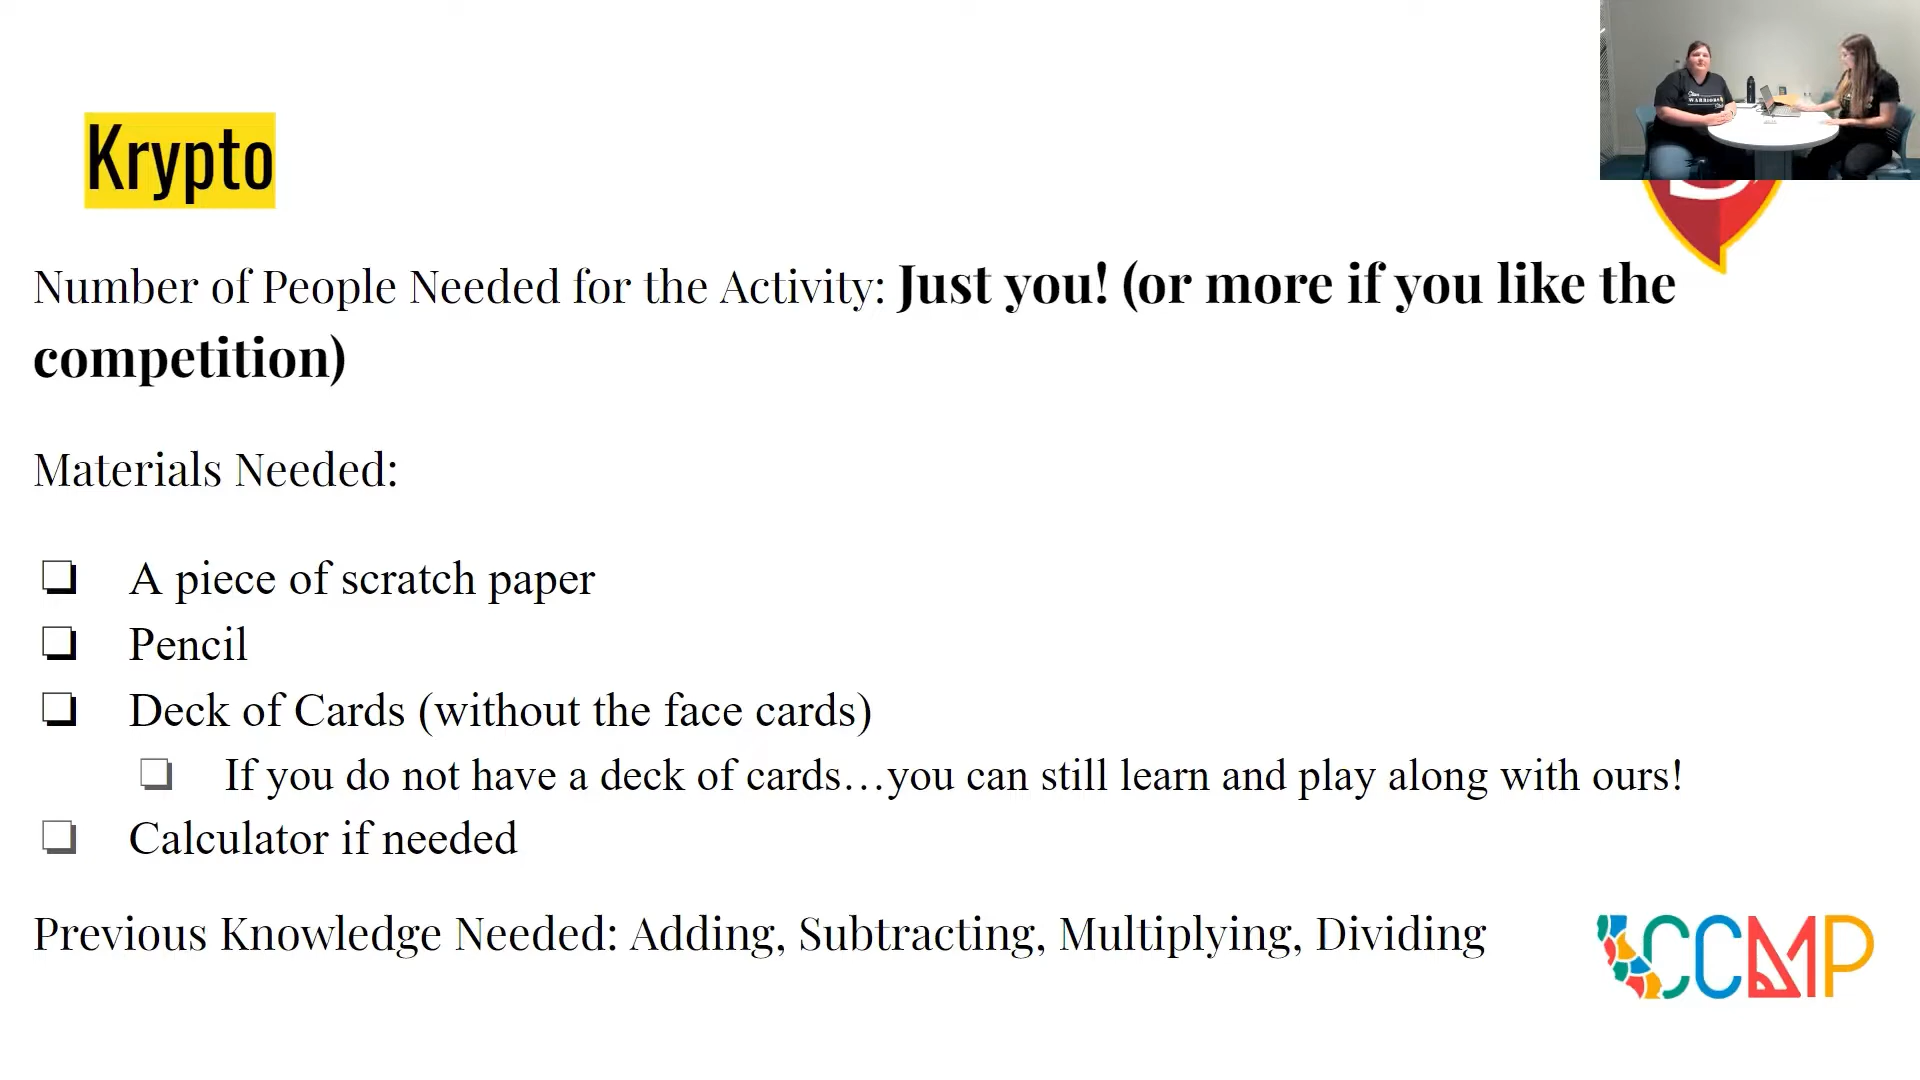 Krypto
Number of People Needed for the Activity: Just you! (or more if you like the
competition)
Materials Needed:
A piece of scratch paper
Pencil
Deck of Cards (without the face cards)
If you do not have a deck of cards…you can still learn and play along with ours!
Calculator if needed
Previous Knowledge Needed: Adding, Subtracting, Multiplying, Dividing
CCMP
WARRIORS